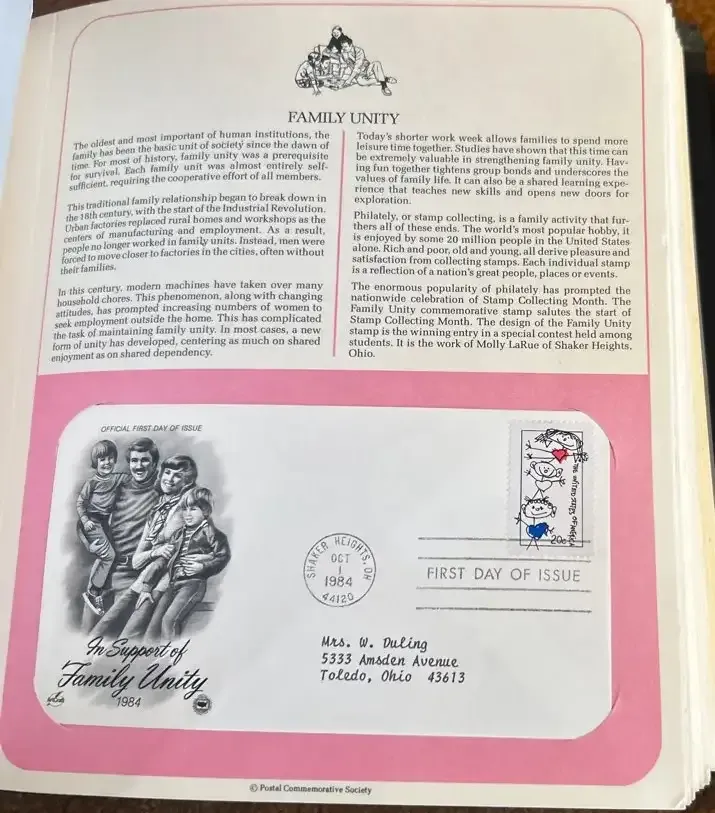 FAMILY UNITY
The oldest and most important of human institutions, the
family has been the basic unit of society since the dawn of
time. For most of history, family unity was a prerequisite
for survival. Each family unit was almost entirely self-
sufficient, requiring the cooperative effort of all members.
This traditional family relationship began to break down in
the 18th century, with the start of the Industrial Revolution.
Urban factories replaced rural homes and workshops as the
centers of manufacturing and employment. As a result,
people no longer worked in family units. Instead, men were
forced to move closer to factories in the cities, often without
their families.
In this century, modern machines have taken over many
household chores. This phenomenon, along with changing
attitudes, has prompted increasing numbers of women to
seek employment outside the home. This has complicated
the task of maintaining family unity. In most cases, a new
form of unity has developed, centering as much on shared
enjoyment as on shared dependency.
Today's shorter work week allows families to spend more
leisure time together. Studies have shown that this time can
be extremely valuable in strengthening family unity. Hav-
ing fun together tightens group bonds and underscores the
values of family life. It can also be a shared learning expe-
rience that teaches new skills and opens new doors for
exploration.
Philately, or stamp collecting, is a family activity that fur-
thers all of these ends. The world's most popular hobby, it
is enjoyed by some 20 million people in the United States
alone. Rich and poor, old and young, all derive pleasure and
satisfaction from collecting stamps. Each individual stamp
is a reflection of a nation's great people, places or events.
The enormous popularity of philately has prompted the
nationwide celebration of Stamp Collecting Month. The
Family Unity commemorative stamp salutes the start of
Stamp Collecting Month. The design of the Family Unity
stamp is the winning entry in a special contest held among
students. It is the work of Molly LaRue of Shaker Heights,
Ohio.
OFFICIAL FIRST DAY OF ISSUE
THE UNITED STATES OF AMERICA
20c
SHAKER HEIGHTS, OH
OCT
1
1984
44120
FIRST DAY OF ISSUE
Mrs. W. Duling
5333 Amsden Avenue
Toledo, Ohio 43613
In Support of
Family Unity
1984
© Postal Commemorative Society